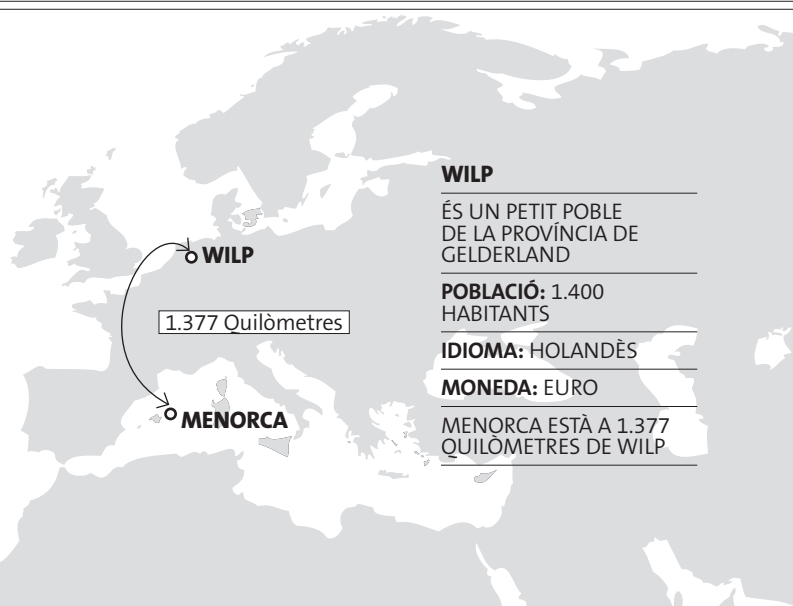 WILP
ÉS UN PETIT POBLE
DE LA PROVÍNCIA DE
GELDERLAND
POBLACIÓ: 1.400
HABITANTS
IDIOMA: HOLANDÈS
MONEDA: EURO
MENORCA ESTÀ A 1.377
QUILÒMETRES DE WILP
WILP
1.377 Quilòmetres
MENORCA